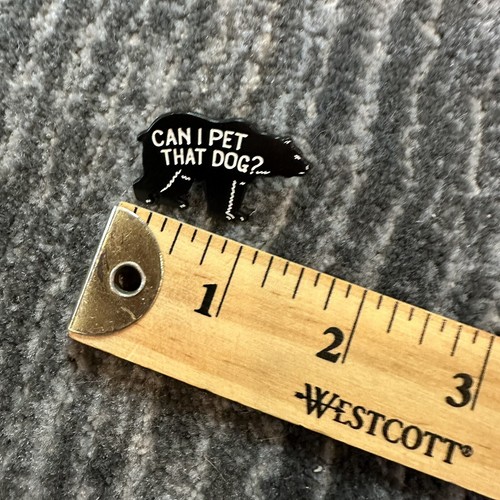 CAN I PET
THAT DOG?
1
2
3
WESTCOTT®